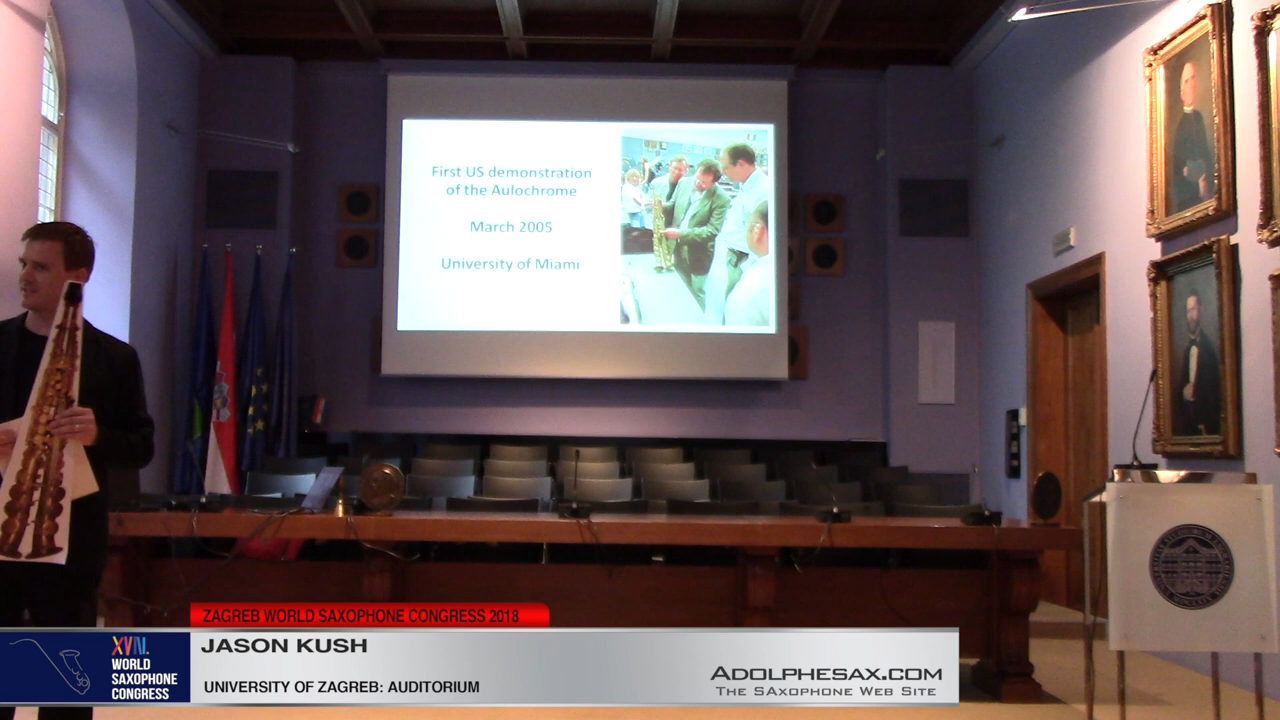 First US demonstration
of the Aulochrome
March 2005
University of Miami
ZAGREB WORLD SAXOPHONE CONGRESS 2018
XVIII.
WORLD
SAXOPHONE
CONGRESS
JASON KUSH
UNIVERSITY OF ZAGREB: AUDITORIUM
ADOLPHESAX.COM
THE SAXOPHONE WEB SITE